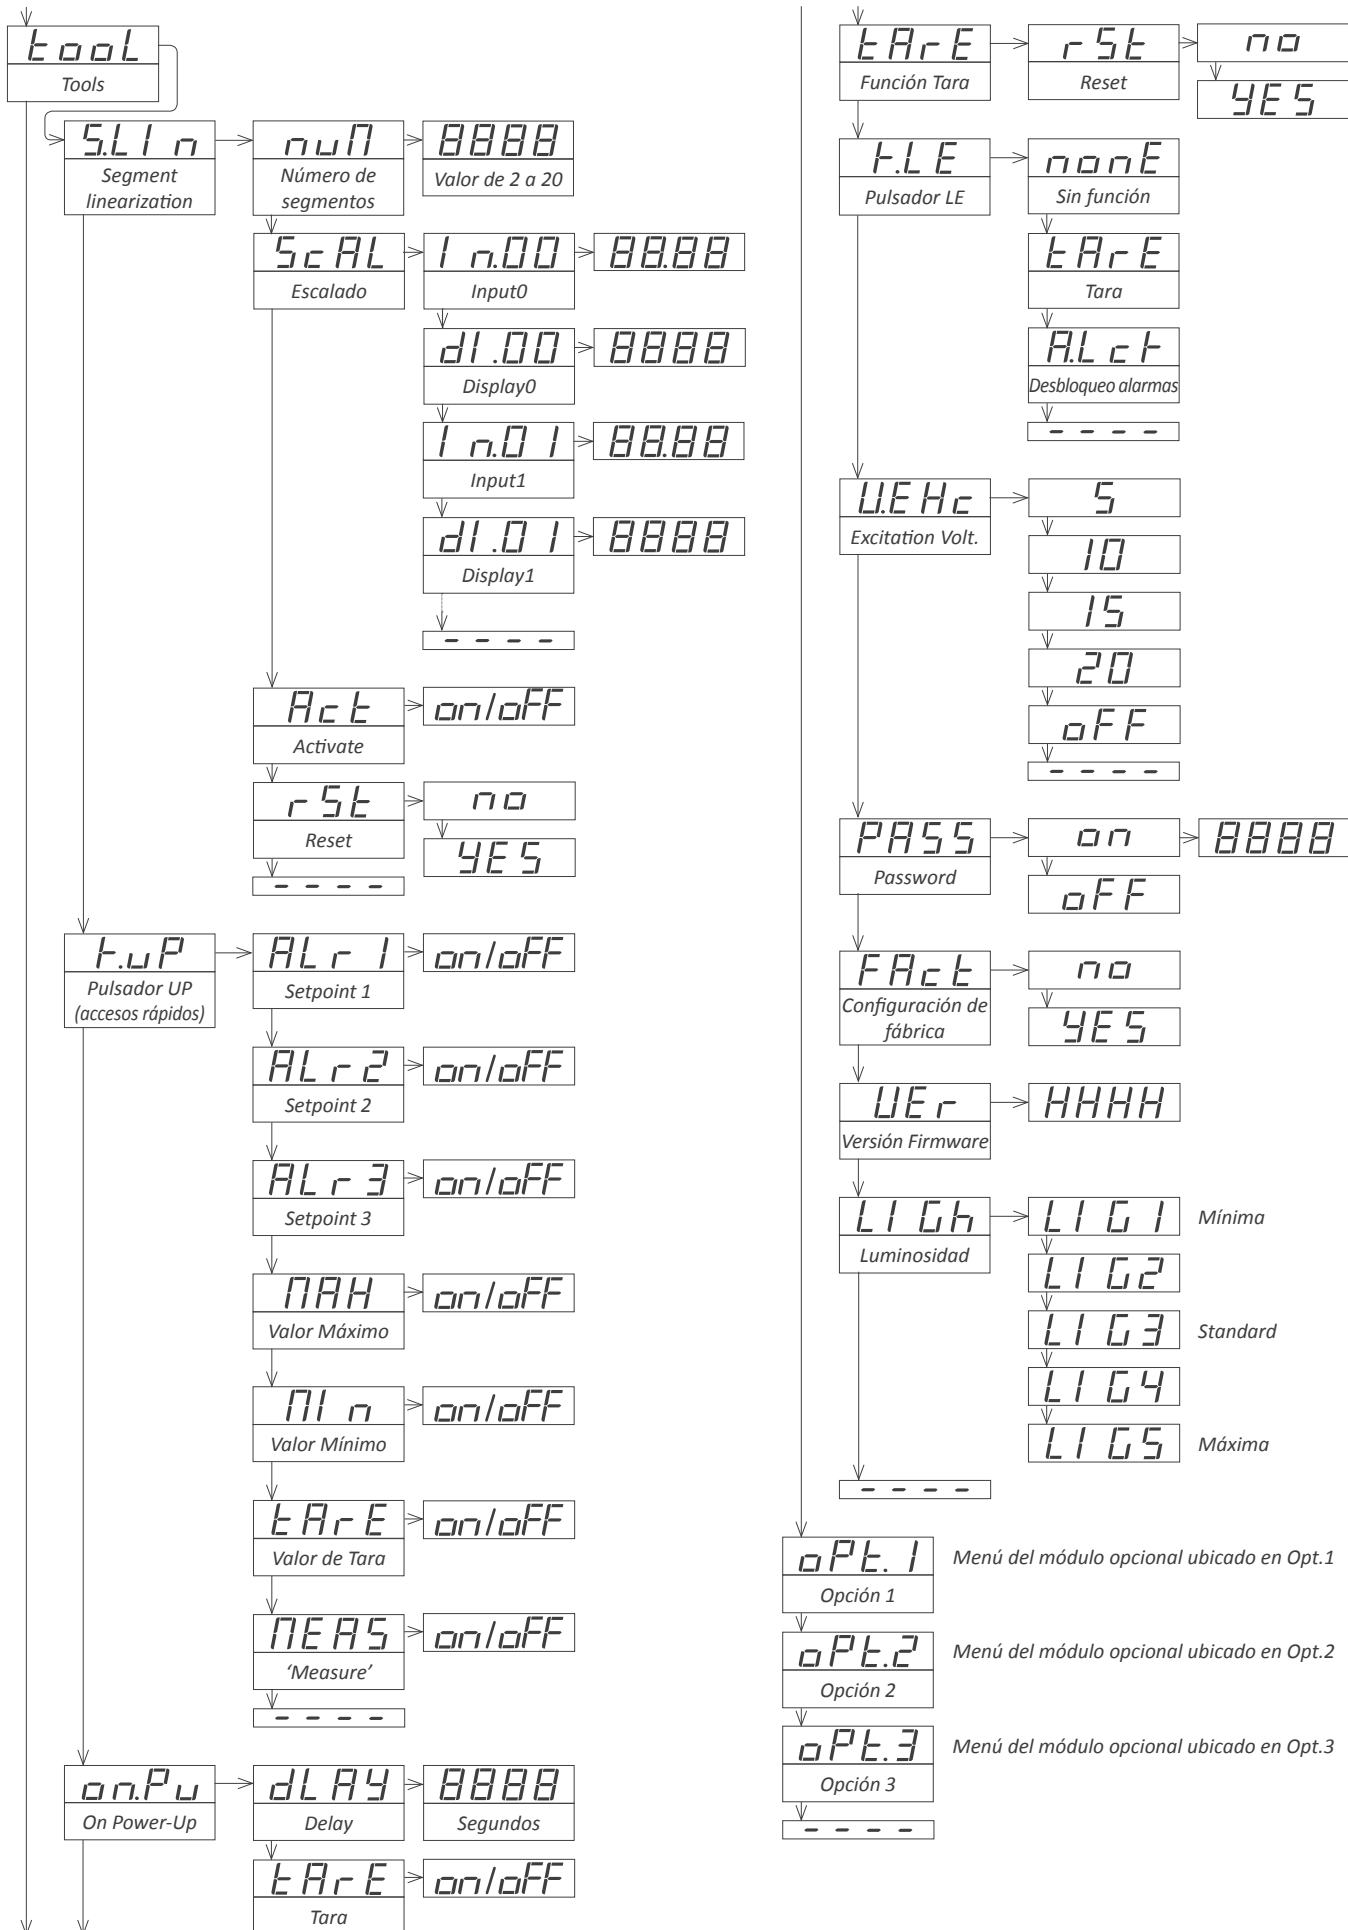 tooL
Tools
S.LIn
Segment
linearization
nuM
Número de
segmentos
8888
Valor de 2 a 20
ScAL
Escalado
In.00
Input0
88.88
dI.00
Display0
8888
In.01
Input1
88.88
dI.01
Display1
8888
----
Act
Activate
on/oFF
rSt
Reset
no
YES
----
t.uP
Pulsador UP
(accesos rápidos)
ALr1
Setpoint 1
on/oFF
ALr2
Setpoint 2
on/oFF
ALr3
Setpoint 3
on/oFF
MAH
Valor Máximo
on/oFF
MIn
Valor Mínimo
on/oFF
tArE
Valor de Tara
on/oFF
MEAS
‘Measure’
on/oFF
----
on.Pu
On Power-Up
dLAY
Delay
8888
Segundos
tArE
Tara
on/oFF
tArE
Función Tara
rSt
Reset
no
YES
t.LE
Pulsador LE
nonE
Sin función
tArE
Tara
A.Lct
Desbloqueo alarmas
----
U.EHc
Excitation Volt.
5
10
15
20
oFF
----
PASS
Password
on
8888
oFF
FAct
Configuración de
fábrica
no
YES
UEr
Versión Firmware
HHHH
LIGh
Luminosidad
LIG1
Mínima
LIG2
LIG3
Standard
LIG4
LIG5
Máxima
----
oPt.1
Opción 1
Menú del módulo opcional ubicado en Opt.1
oPt.2
Opción 2
Menú del módulo opcional ubicado en Opt.2
oPt.3
Opción 3
Menú del módulo opcional ubicado en Opt.3
----